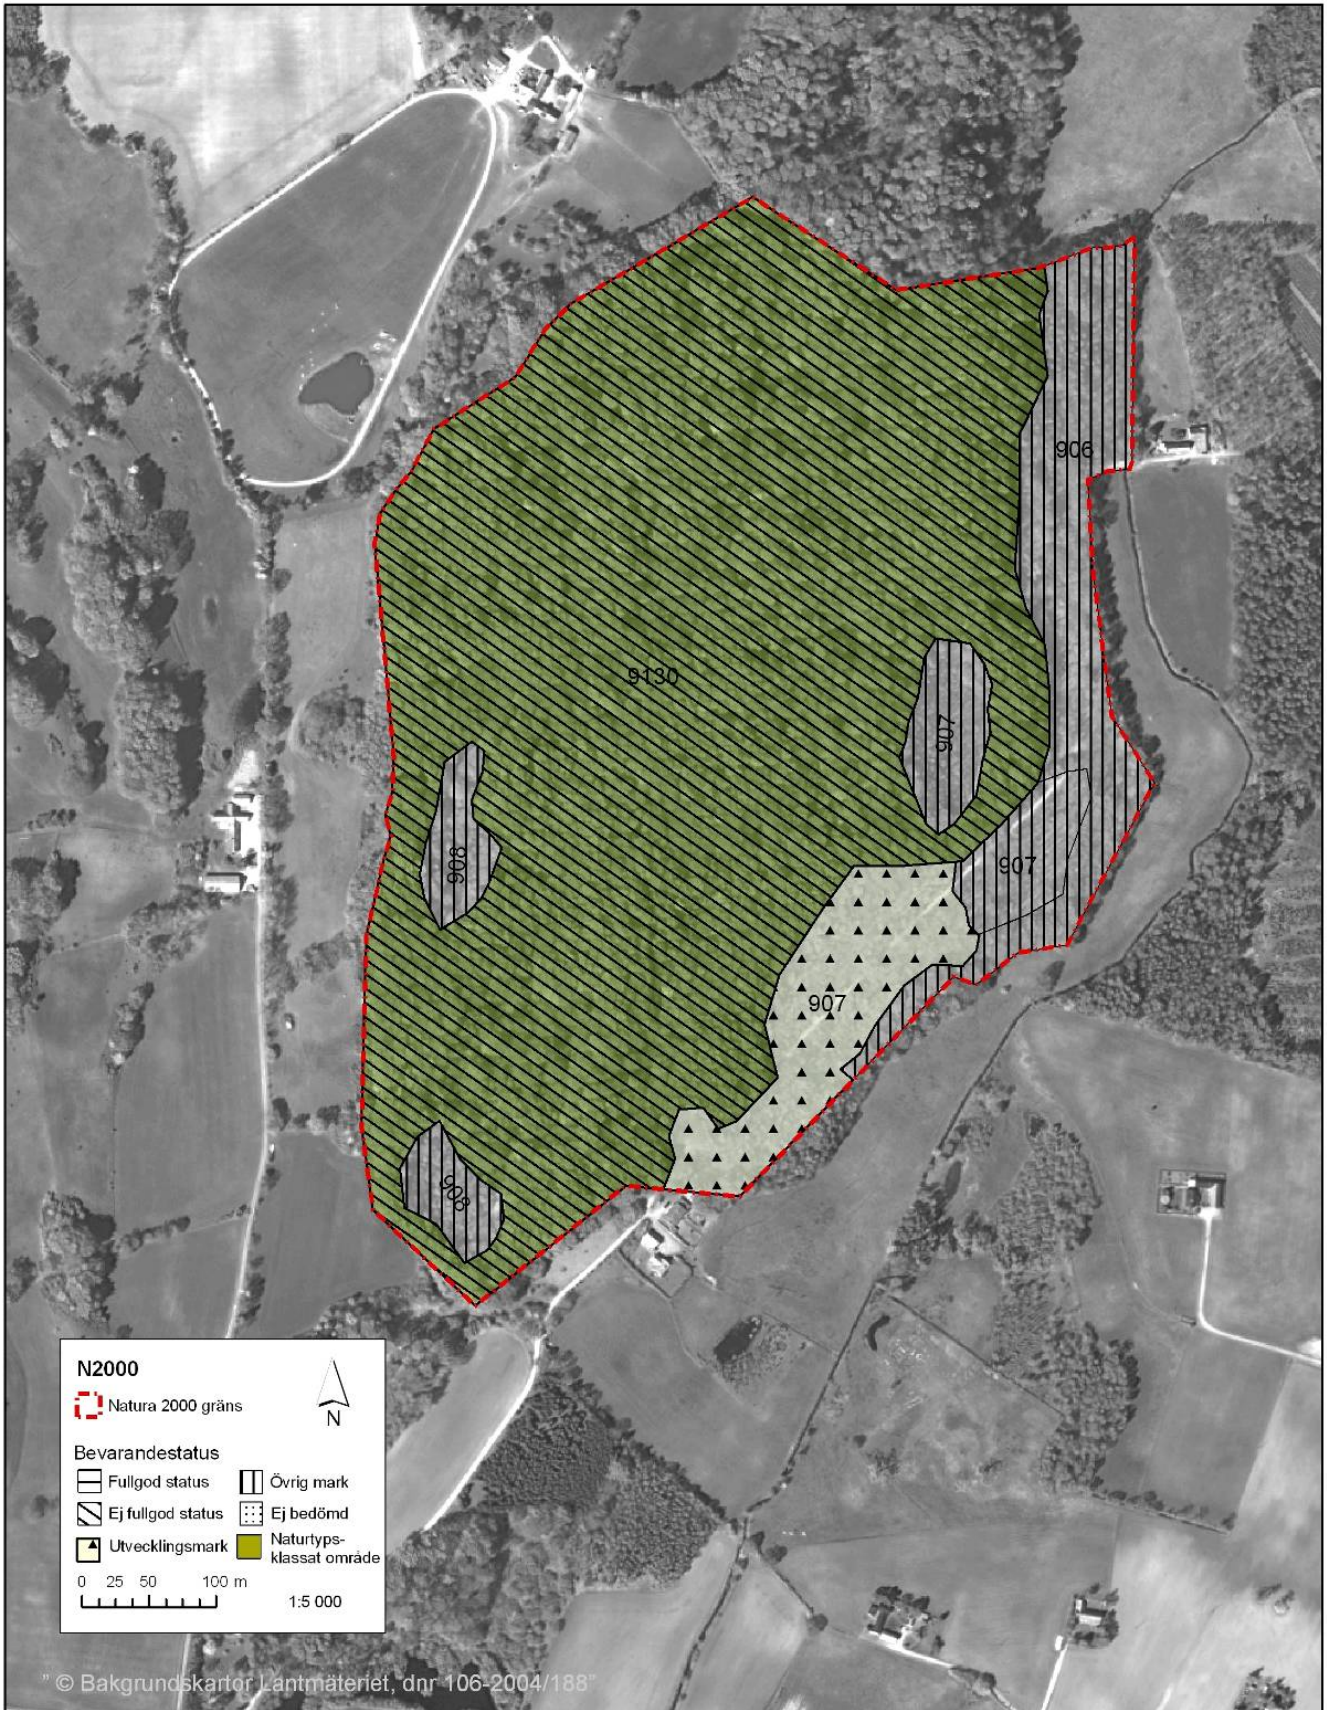 906
9130
907
908
907
907
908
N2000
Natura 2000 gräns
N
Bevarandestatus
Fullgod status
Övrig mark
Ej fullgod status
Ej bedömd
Utvecklingsmark
Naturtyps-
klassat område
0 25 50 100 m
1:5 000
" © Bakgrundskartor Lantmäteriet, dnr 106-2004/188"